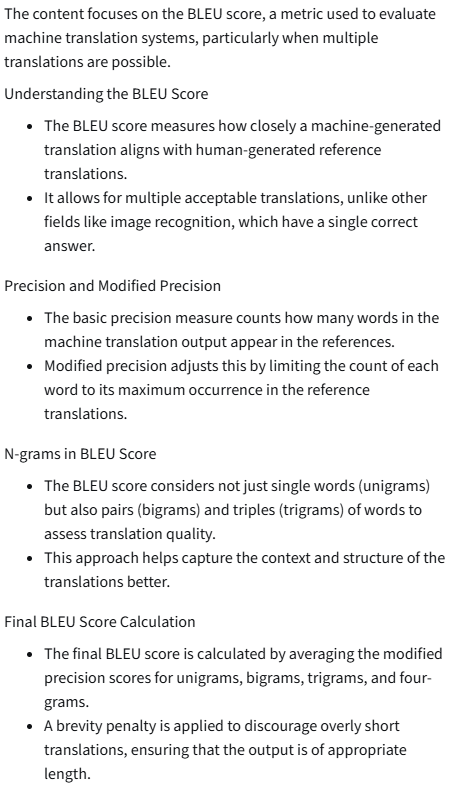 The content focuses on the BLEU score, a metric used to evaluate
machine translation systems, particularly when multiple
translations are possible.
Understanding the BLEU Score
• The BLEU score measures how closely a machine-generated
translation aligns with human-generated reference
translations.
• It allows for multiple acceptable translations, unlike other
fields like image recognition, which have a single correct
answer.
Precision and Modified Precision
• The basic precision measure counts how many words in the
machine translation output appear in the references.
• Modified precision adjusts this by limiting the count of each
word to its maximum occurrence in the reference
translations.
N-grams in BLEU Score
• The BLEU score considers not just single words (unigrams)
but also pairs (bigrams) and triples (trigrams) of words to
assess translation quality.
• This approach helps capture the context and structure of the
translations better.
Final BLEU Score Calculation
• The final BLEU score is calculated by averaging the modified
precision scores for unigrams, bigrams, trigrams, and four-
grams.
• A brevity penalty is applied to discourage overly short
translations, ensuring that the output is of appropriate
length.